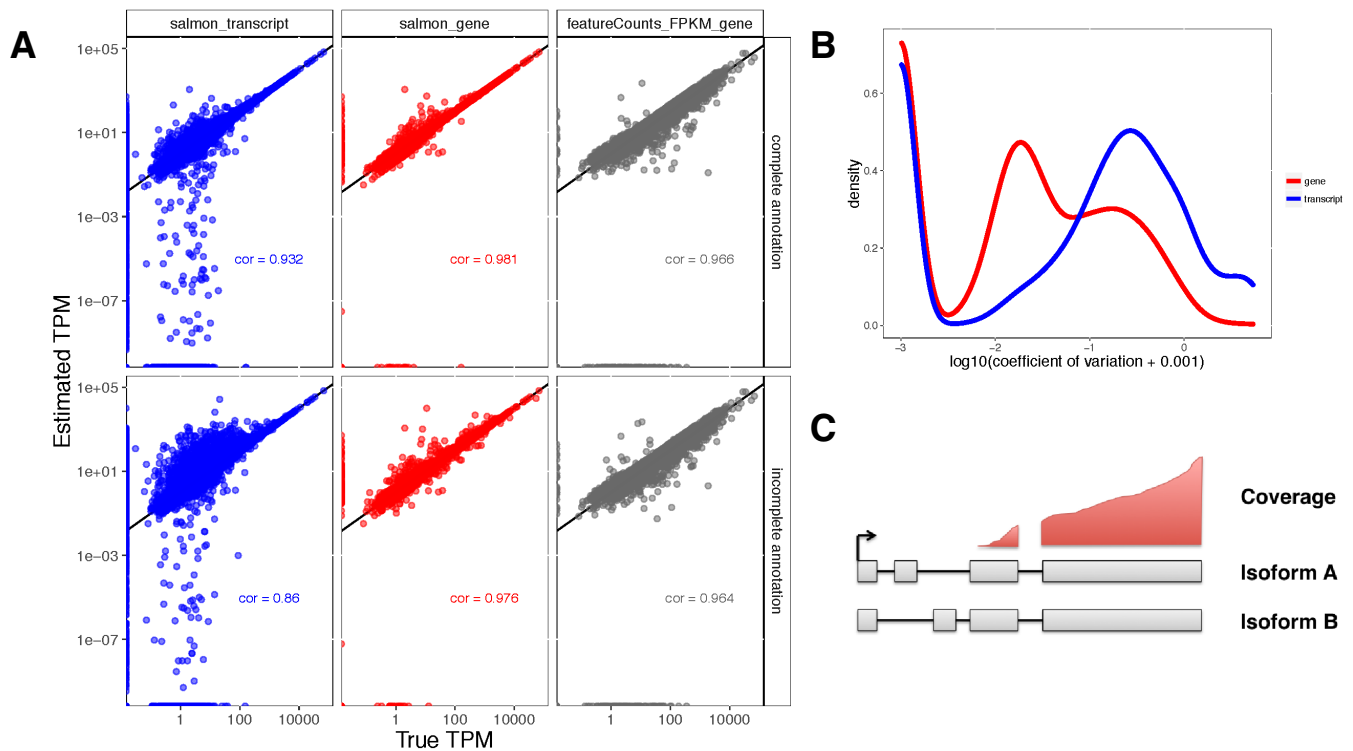 A
salmon_transcript
salmon_gene
featureCounts_FPKM_gene
1e+05
1e+01
1e−03
1e−07
cor = 0.932
cor = 0.981
cor = 0.966
complete annotation
Estimated TPM
1e+05
1e+01
1e−03
1e−07
cor = 0.86
cor = 0.976
cor = 0.964
incomplete annotation
1
100
10000
1
100
10000
1
100
10000
True TPM
B
density
0.6
0.4
0.2
0.0
−3
−2
−1
0
log10(coefficient of variation + 0.001)
gene
transcript
C
Coverage
Isoform A
Isoform B